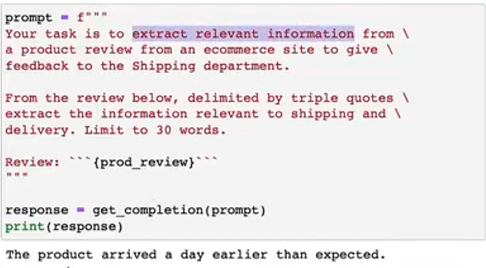 prompt = f"""
Your task is to extract relevant information from \
a product review from an ecommerce site to give \
feedback to the Shipping department.
From the review below, delimited by triple quotes \
extract the information relevant to shipping and \
delivery. Limit to 30 words.
Review: ```{prod_review}```
"""
response = get_completion(prompt)
print(response)
The product arrived a day earlier than expected.